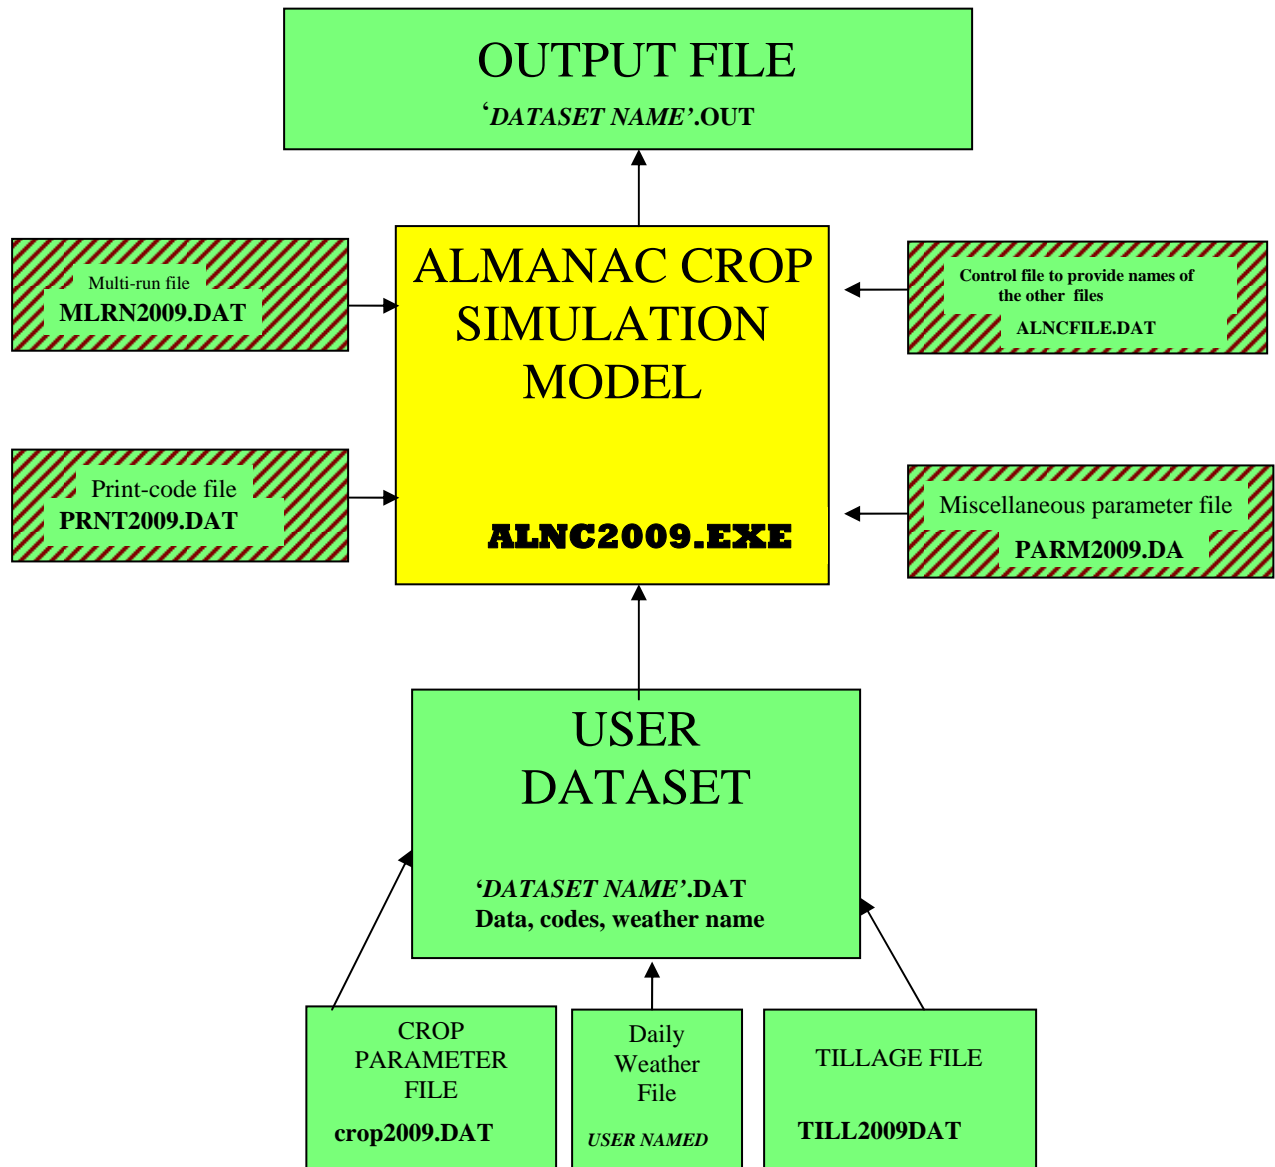 OUTPUT FILE
‘DATASET NAME’.OUT
ALMANAC CROP
SIMULATION
MODEL
ALNC2009.EXE
Multi-run file
MLRN2009.DAT
Control file to provide names of
the other files
ALNCFILE.DAT
Print-code file
PRNT2009.DAT
Miscellaneous parameter file
PARM2009.DA
USER
DATASET
‘DATASET NAME’.DAT
Data, codes, weather name
CROP
PARAMETER
FILE
crop2009.DAT
Daily
Weather
File
USER NAMED
TILLAGE FILE
TILL2009DAT